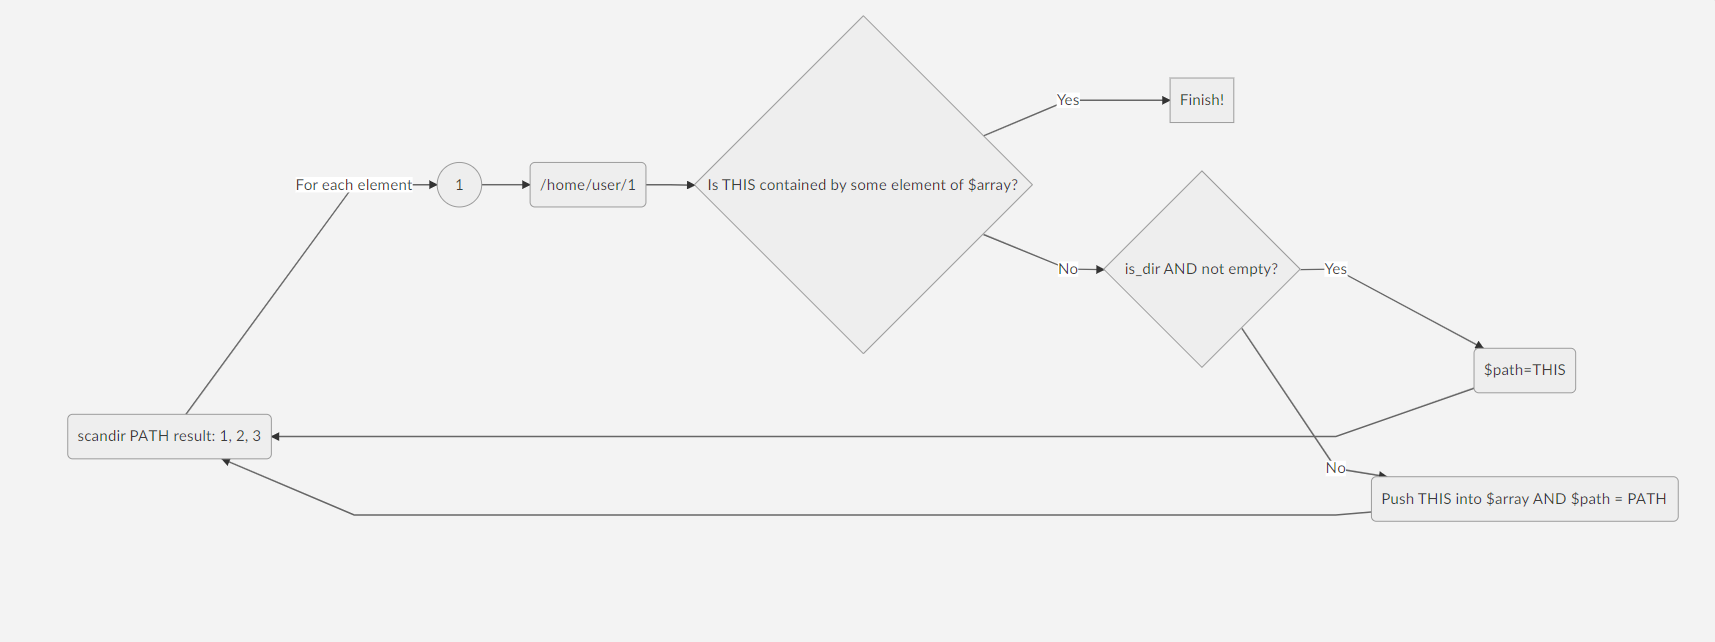 Yes
Finish!
For each element
1
/home/user/1
Is THIS contained by some element of $array?
No
is_dir AND not empty?
Yes
$path=THIS
scandir PATH result: 1, 2, 3
No
Push THIS into $array AND $path = PATH